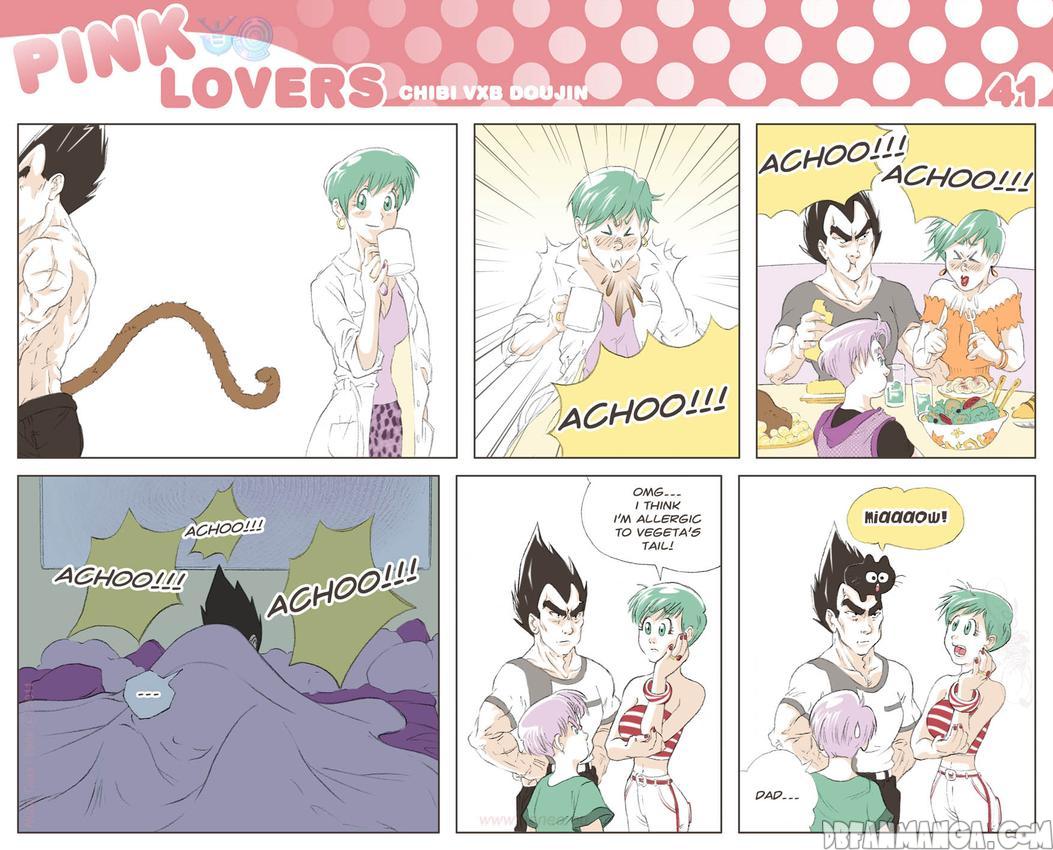 PINK
LOVERS
CHIBI VXB DOUJIN
41
ACHOO!!!
ACHOO!!!
ACHOO!!!
ACHOO!!!
ACHOO!!!
ACHOO!!!
---
OMG---
I THINK
I'M ALLERGIC
TO VEGETA'S
TAIL!
miaaaow!
DAD---
DBFANMANGA.COM